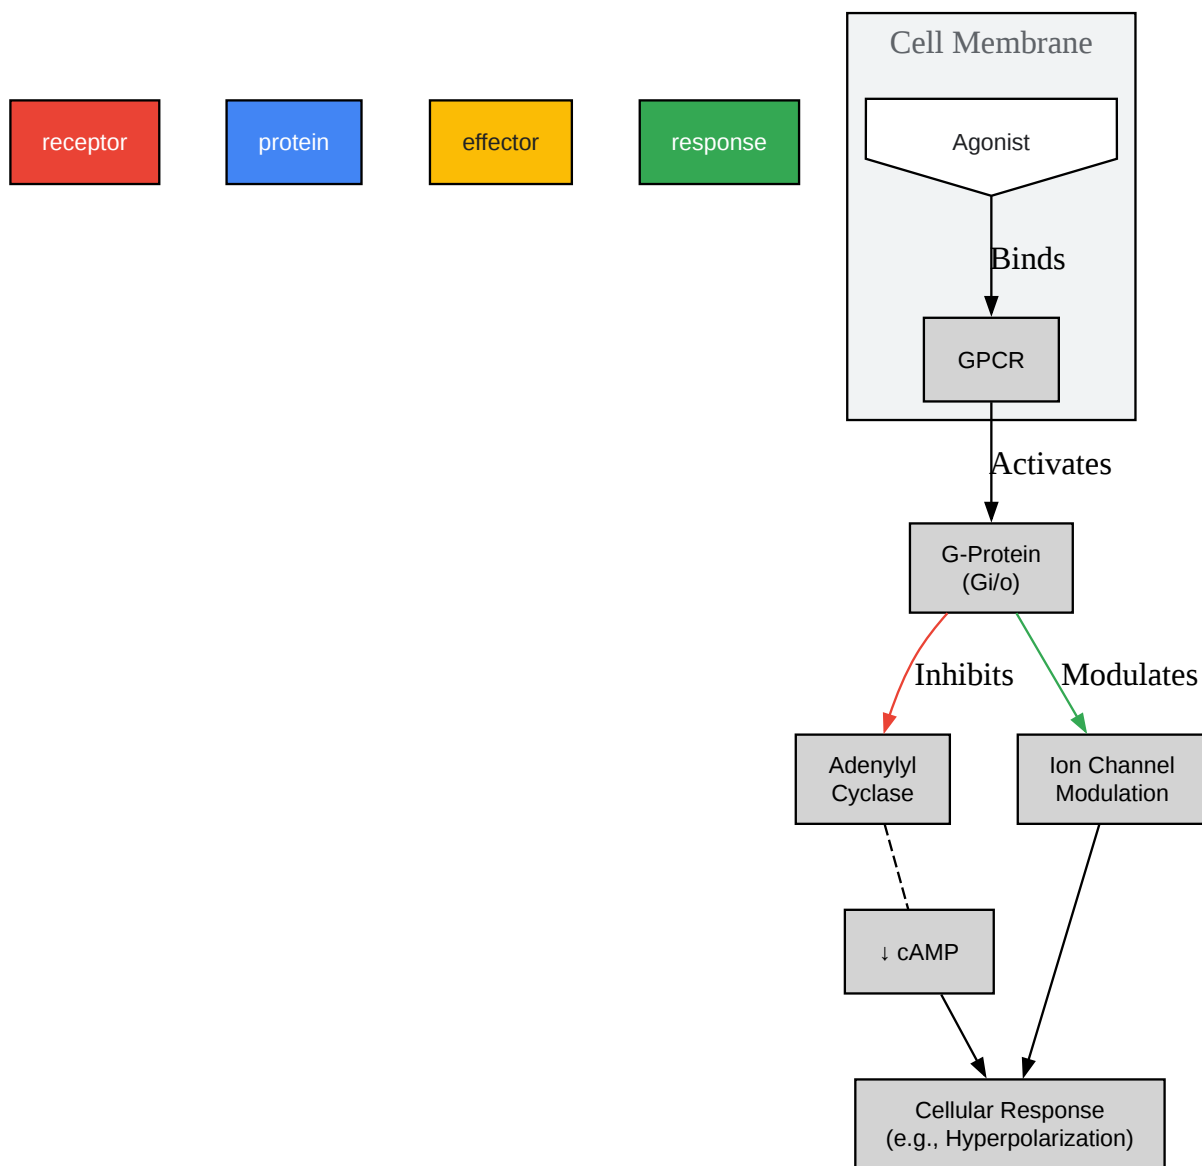 Cell Membrane
receptor
protein
effector
response
Agonist
Binds
GPCR
Activates
G-Protein
(Gi/o)
Inhibits
Modulates
Adenylyl
Cyclase
Ion Channel
Modulation
↓ cAMP
Cellular Response
(e.g., Hyperpolarization)